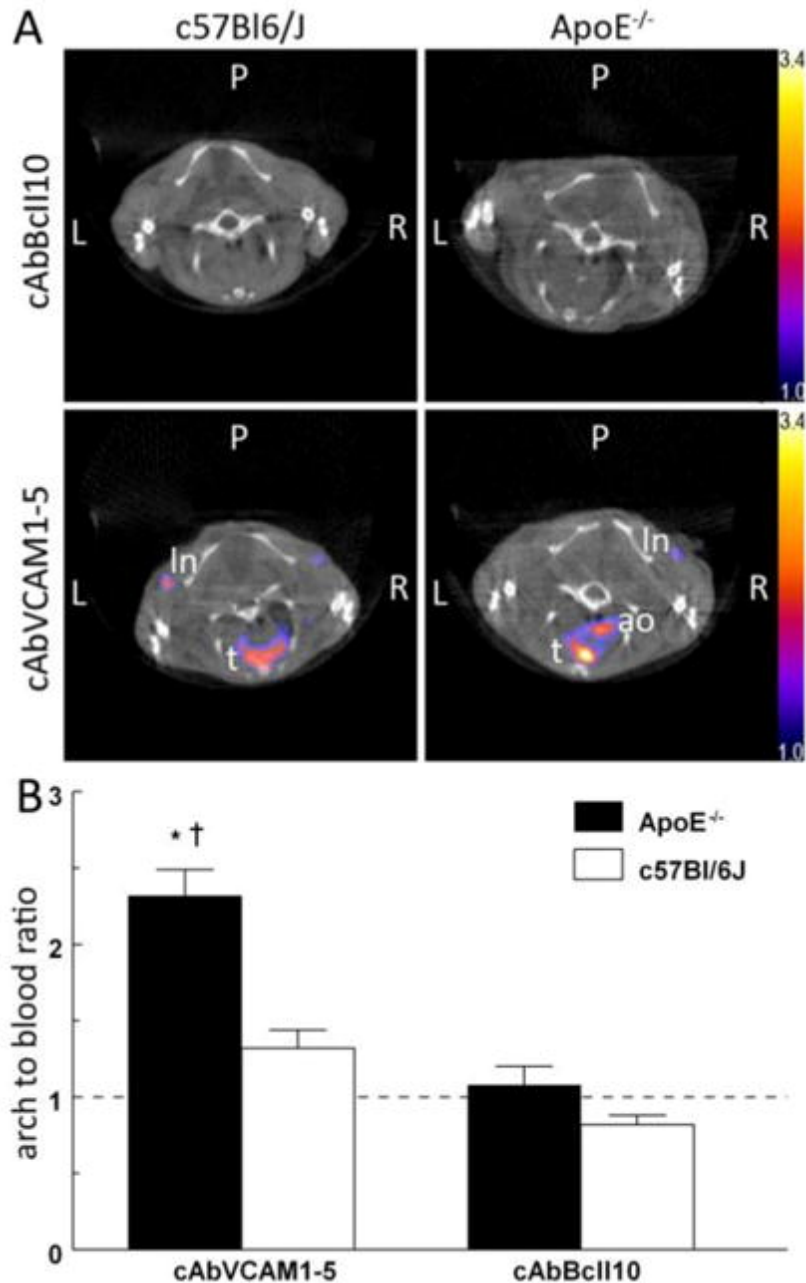 A
c57Bl6/J ApoE-/-
cAbBcII10
P P
L R L R
3.4
1.0
cAbVCAM1-5
P P
ln ln
L R L R
t t ao
3.4
1.0
B
arch to blood ratio
3
2
1
0
* †
ApoE-/-
c57Bl/6J
cAbVCAM1-5 cAbBcII10